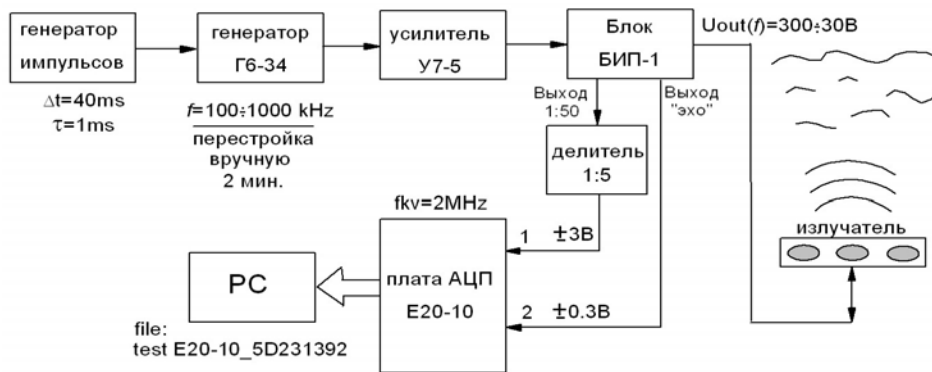 генератор
импульсов
Δt=40ms
τ=1ms
генератор
Г6-34
f=100÷1000 kHz
перестройка
вручную
2 мин.
усилитель
У7-5
Блок
БИП-1
Uout(f)=300÷30В
Выход
1:50
Выход
"эхо"
делитель
1:5
излучатель
fkv=2MHz
1 ±3В
плата АЦП
E20-10
2 ±0.3В
PC
file:
test E20-10_5D231392